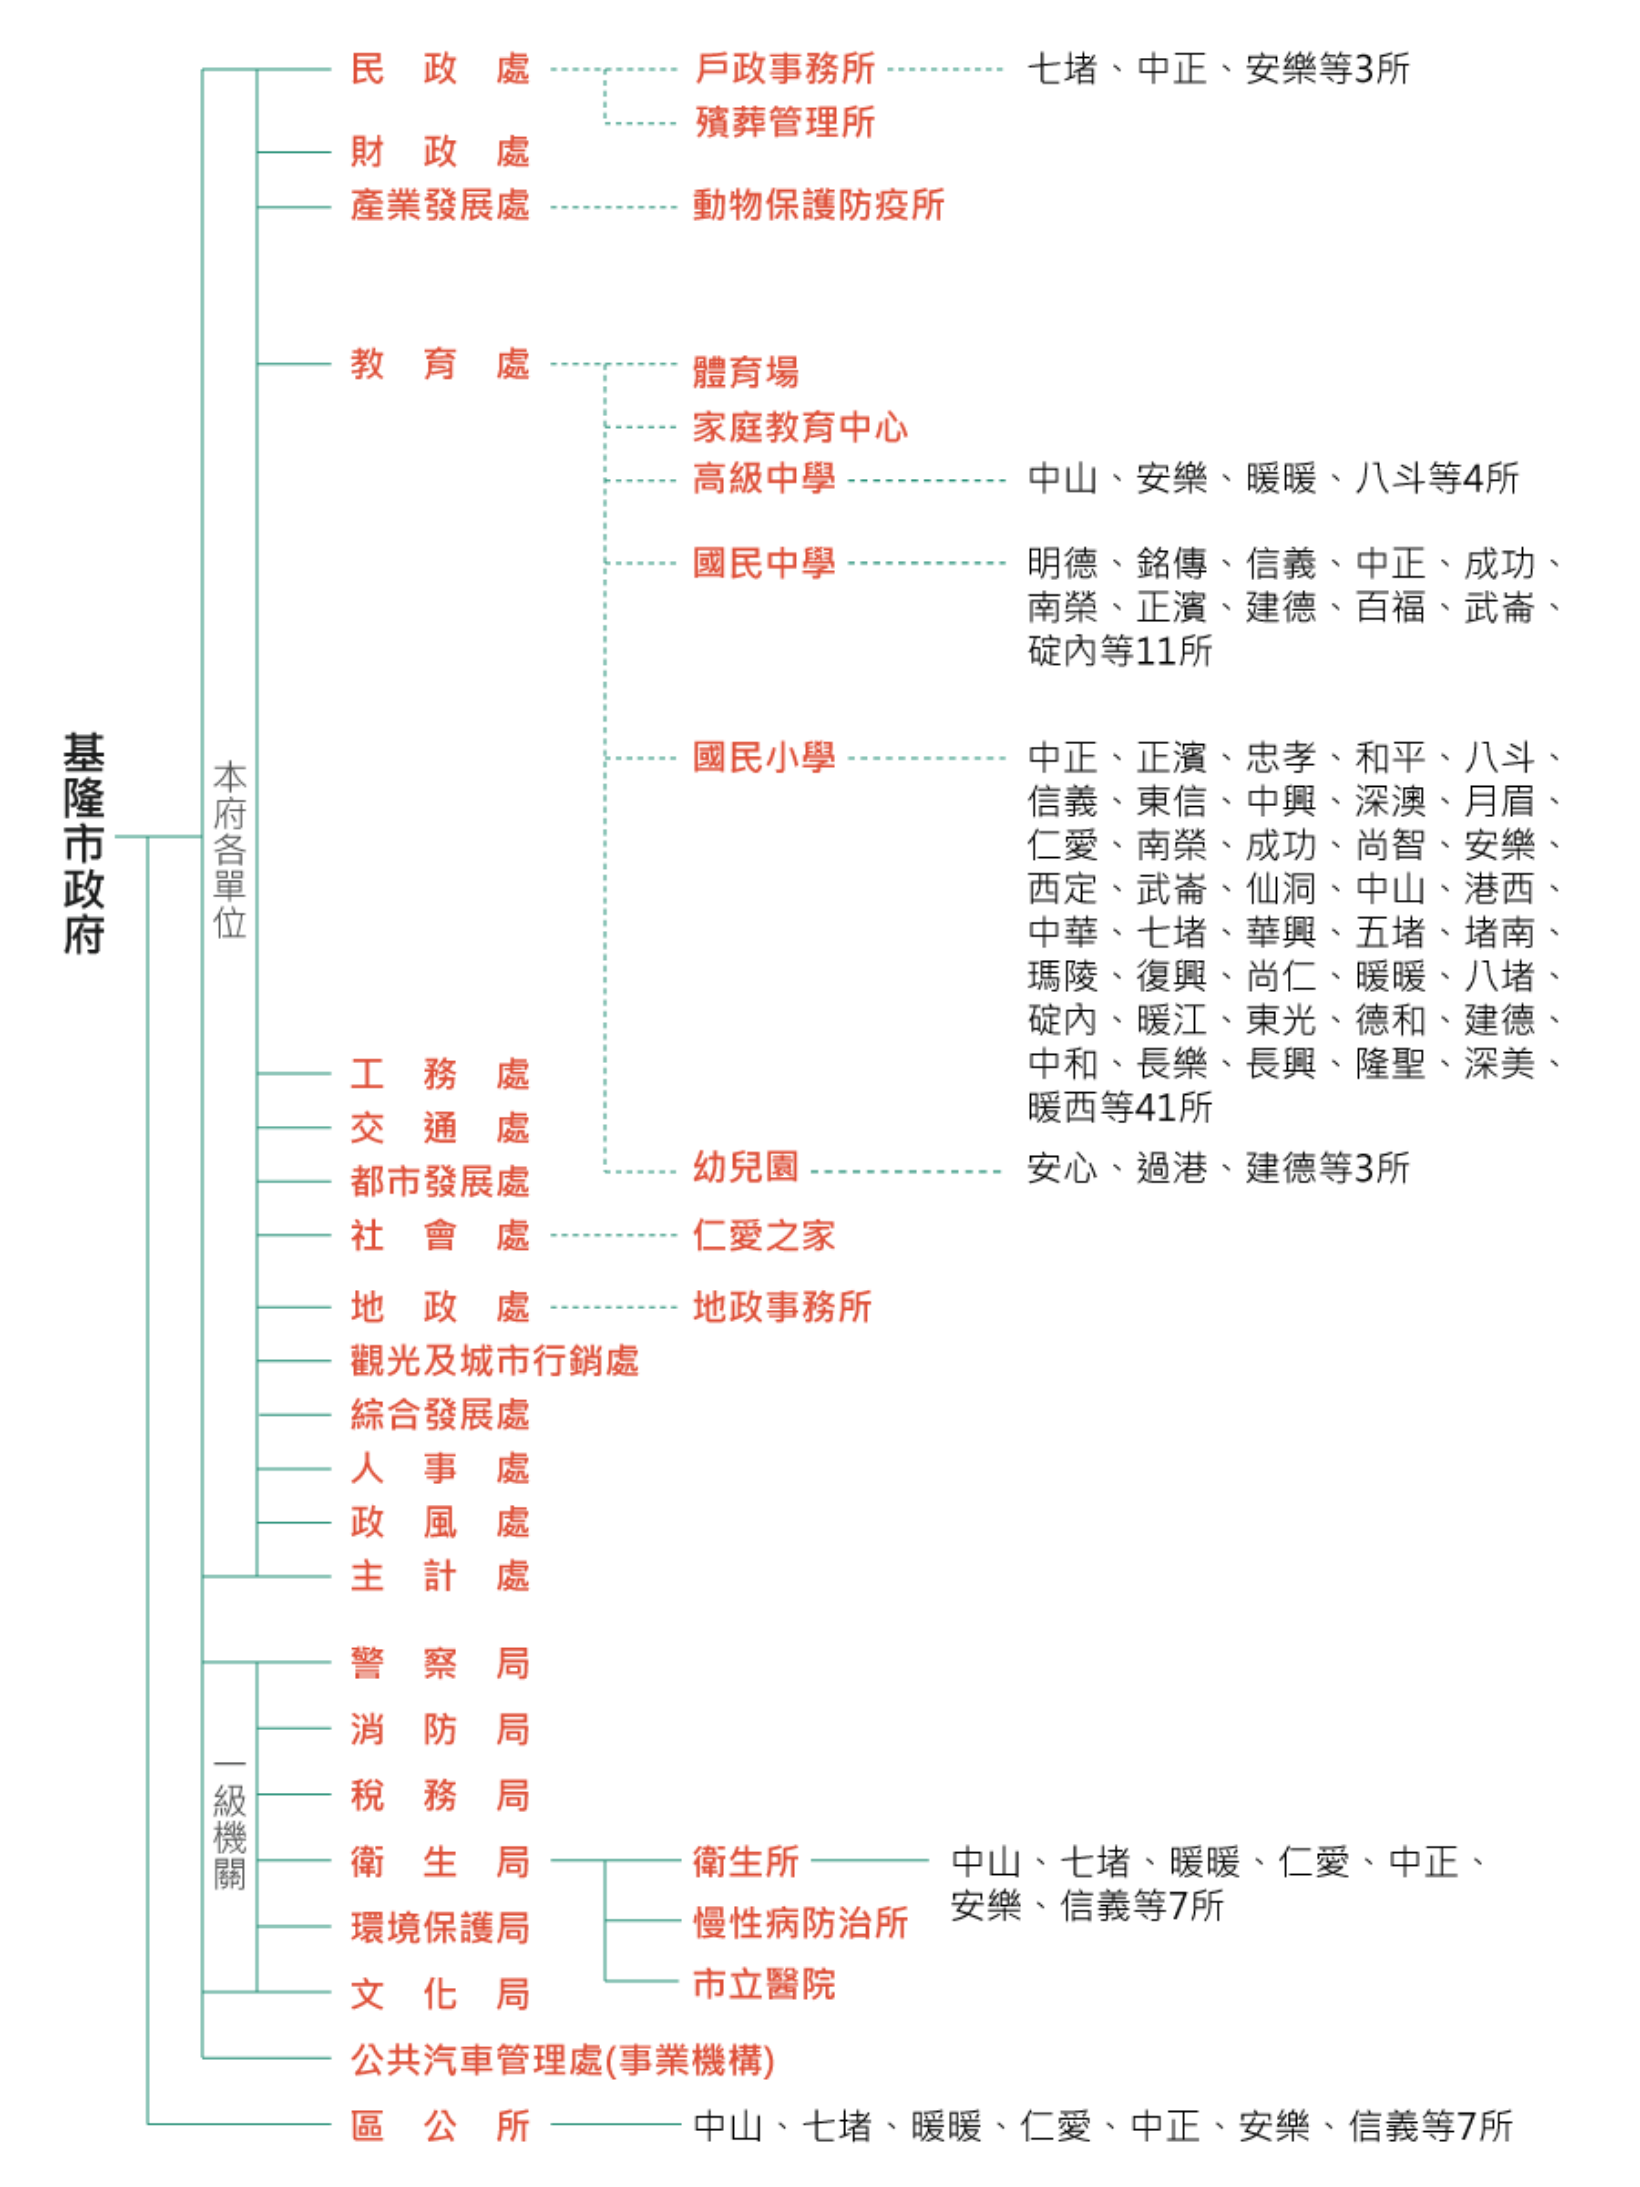 基隆市政府
本府各單位
民政處
戶政事務所
七堵、中正、安樂等3所
殯葬管理所
財政處
產業發展處
動物保護防疫所
教育處
體育場
家庭教育中心
高級中學
中山、安樂、暖暖、八斗等4所
國民中學
明德、銘傳、信義、中正、成功、
南榮、正濱、建德、百福、武崙、
碇內等11所
國民小學
中正、正濱、忠孝、和平、八斗、
信義、東信、中興、深澳、月眉、
仁愛、南榮、成功、尚智、安樂、
西定、武崙、仙洞、中山、港西、
中華、七堵、華興、五堵、堵南、
瑪陵、復興、尚仁、暖暖、八堵、
碇內、暖江、東光、德和、建德、
中和、長樂、長興、隆聖、深美、
暖西等41所
幼兒園
安心、過港、建德等3所
工務處
交通處
都市發展處
社會處
仁愛之家
地政處
地政事務所
觀光及城市行銷處
綜合發展處
人事處
政風處
主計處
一級機關
警察局
消防局
稅務局
衛生局
衛生所
中山、七堵、暖暖、仁愛、中正、
安樂、信義等7所
慢性病防治所
市立醫院
環境保護局
文化局
公共汽車管理處(事業機構)
區公所
中山、七堵、暖暖、仁愛、中正、安樂、信義等7所